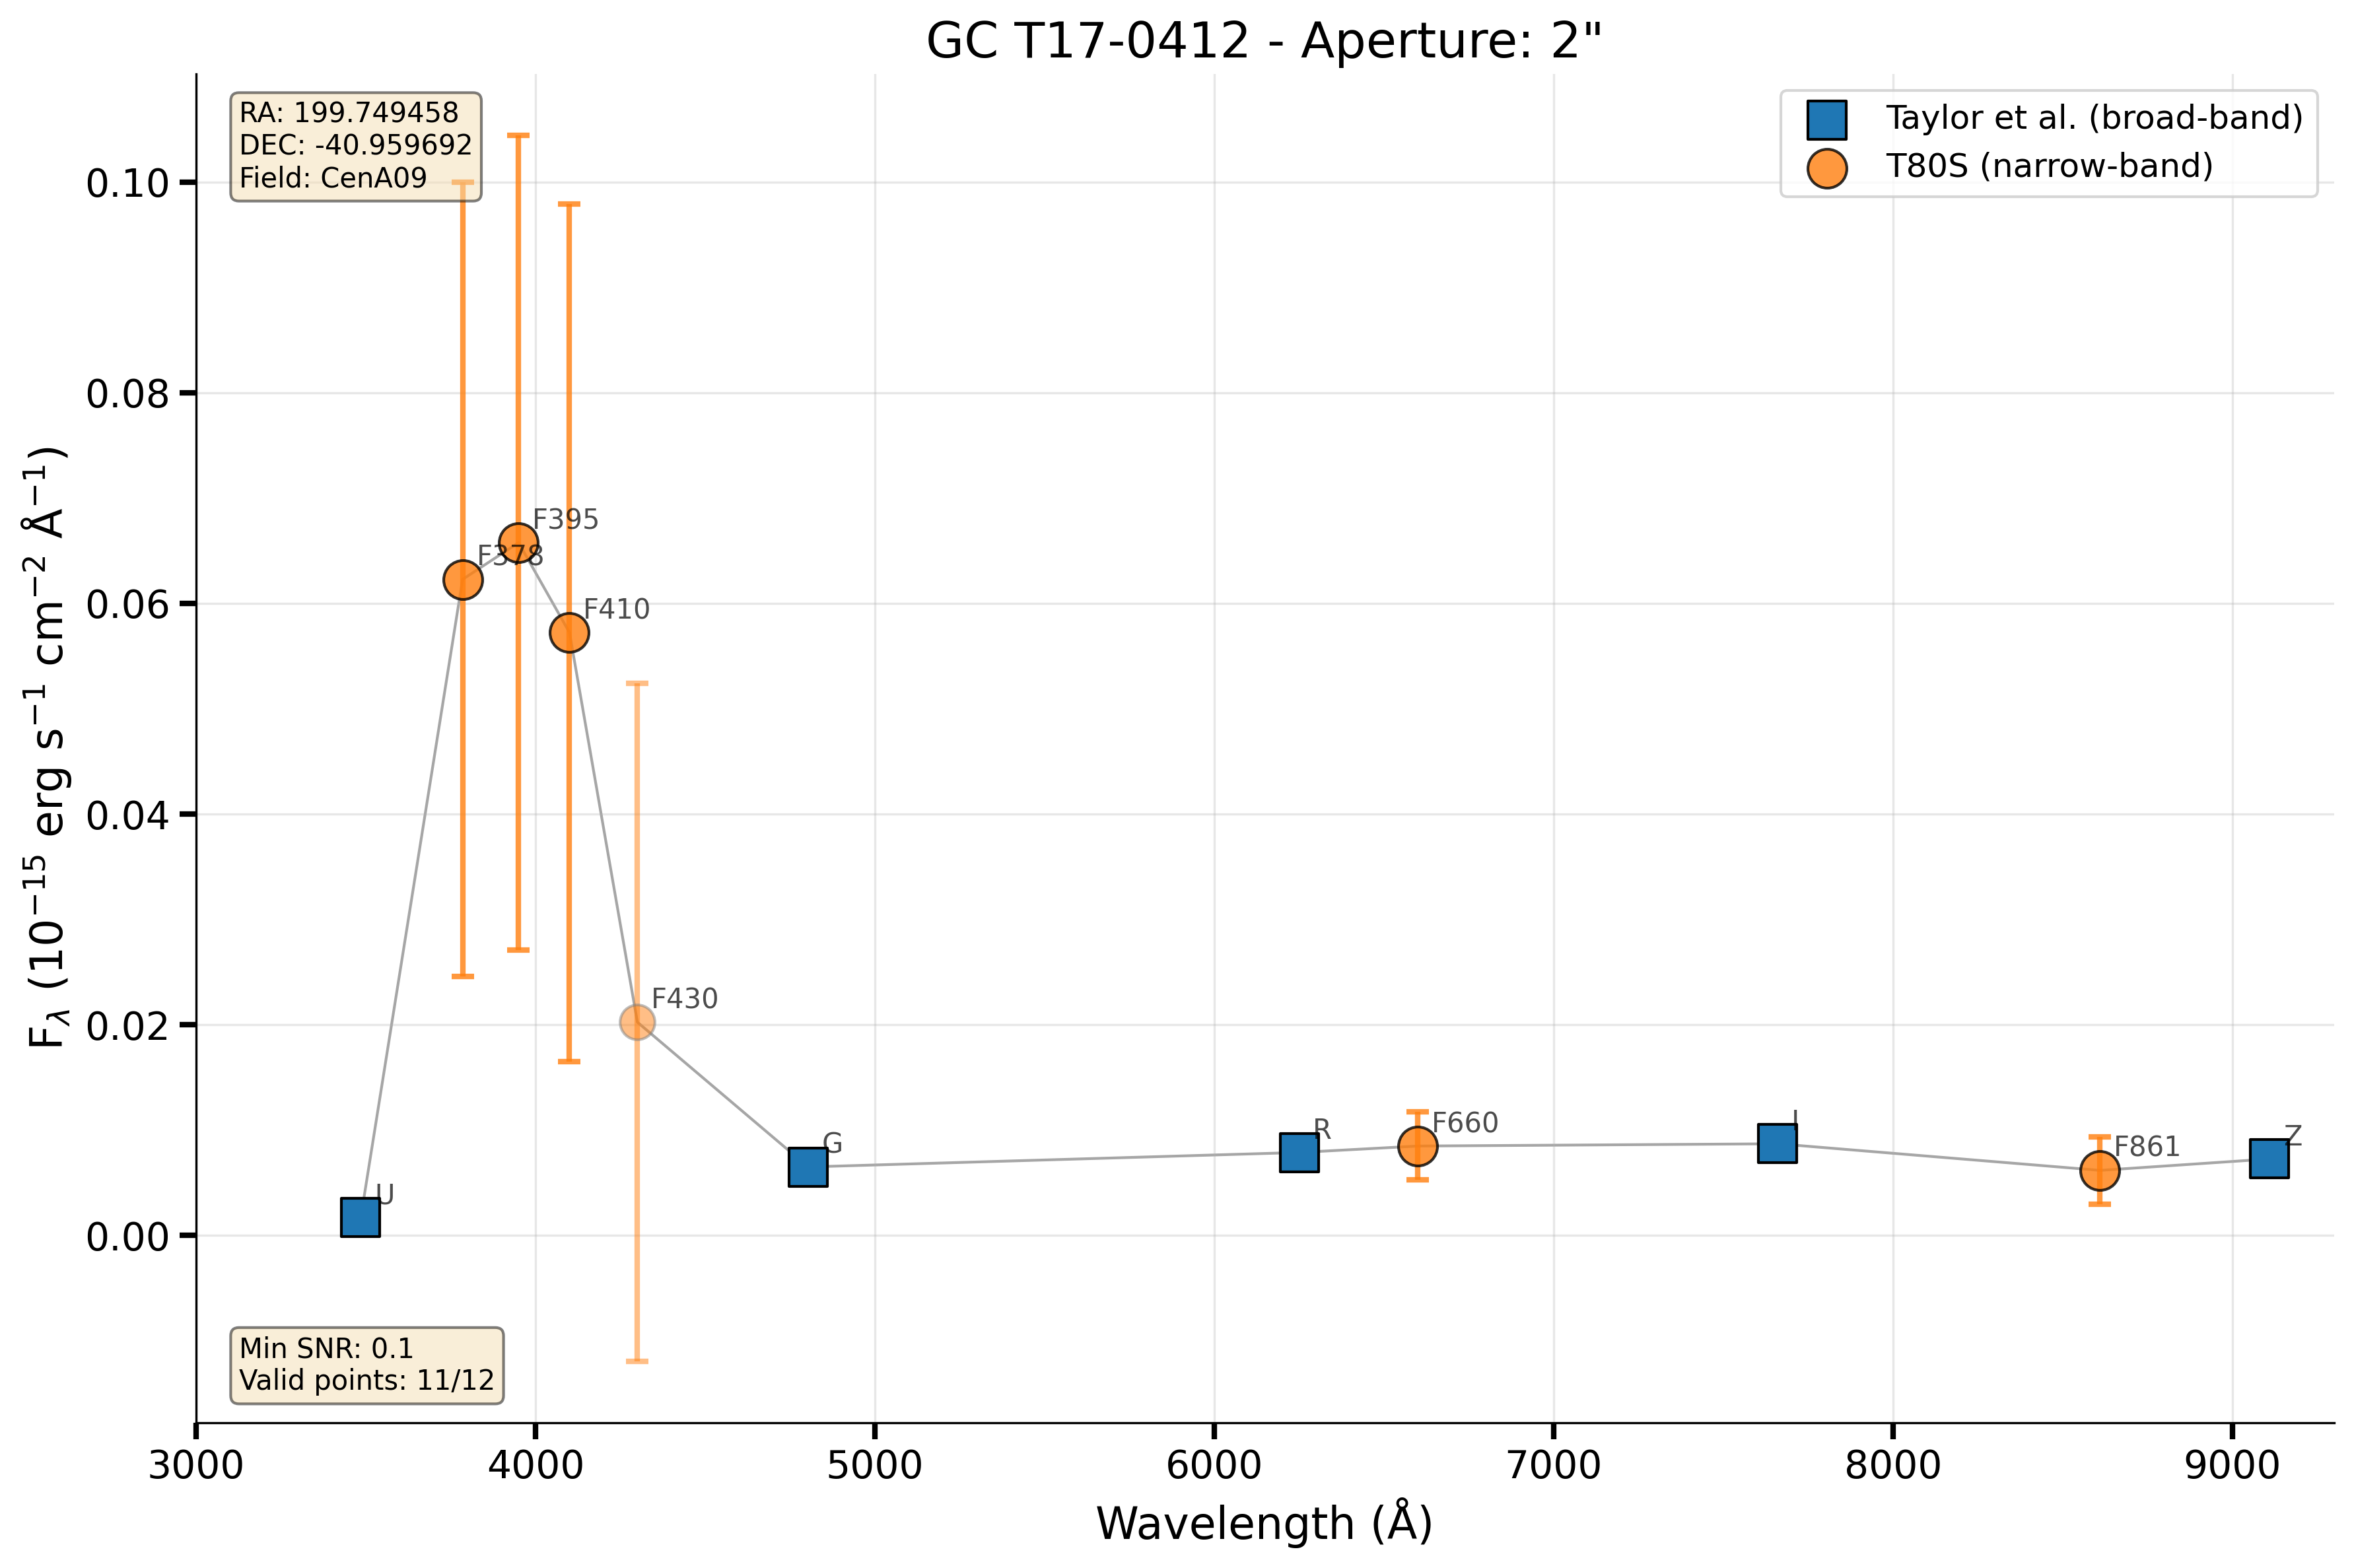 GC T17-0412 - Aperture: 2"
RA: 199.749458
DEC: -40.959692
Field: CenA09
Taylor et al. (broad-band)
T80S (narrow-band)
F_λ (10⁻¹⁵ erg s⁻¹ cm⁻² Å⁻¹)
0.10
0.08
0.06
0.04
0.02
0.00
F395
F378
F410
F430
U
G
R
F660
I
F861
Z
Min SNR: 0.1
Valid points: 11/12
3000
4000
5000
6000
7000
8000
9000
Wavelength (Å)